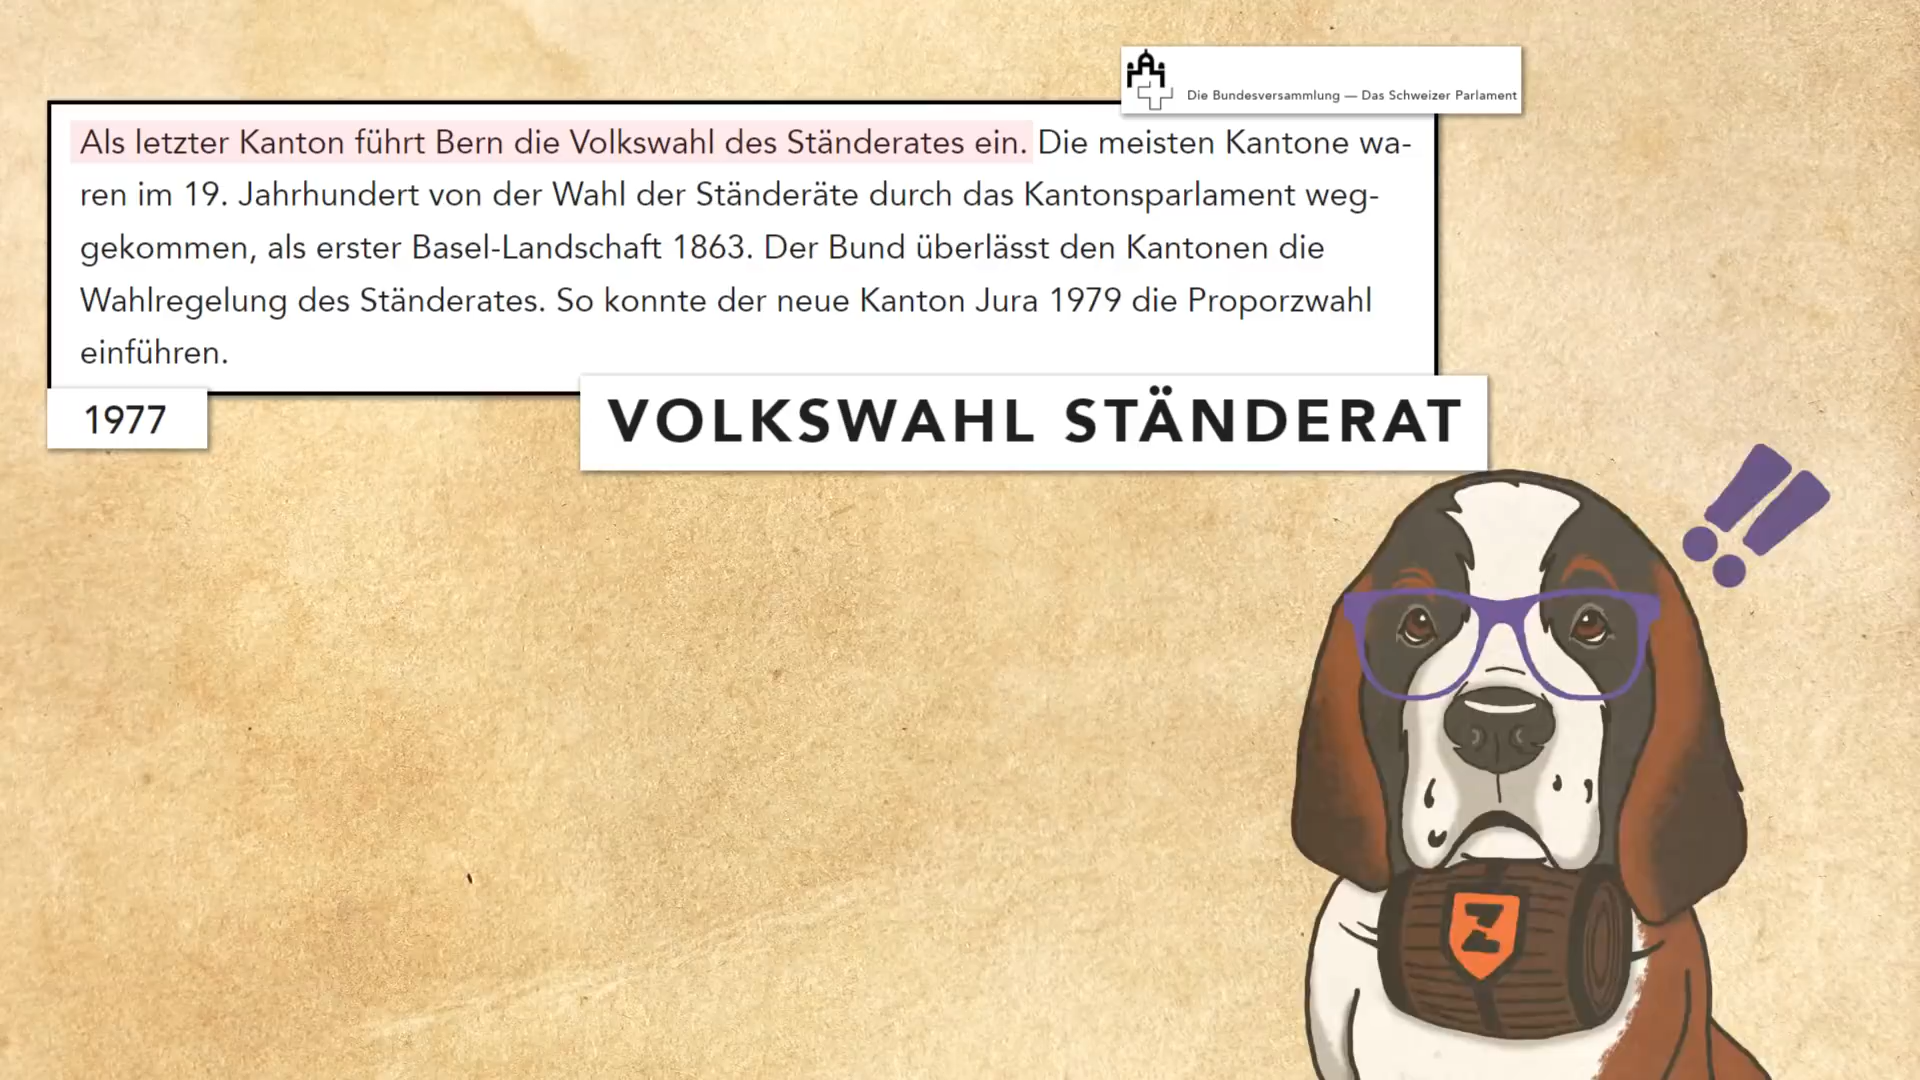 Die Bundesversammlung — Das Schweizer Parlament
Als letzter Kanton führt Bern die Volkswahl des Ständerates ein. Die meisten Kantone wa-
ren im 19. Jahrhundert von der Wahl der Ständeräte durch das Kantonsparlament weg-
gekommen, als erster Basel-Landschaft 1863. Der Bund überlässt den Kantonen die
Wahlregelung des Ständerates. So konnte der neue Kanton Jura 1979 die Proporzwahl
einführen.
1977
VOLKSWAHL STÄNDERAT
!!
Z